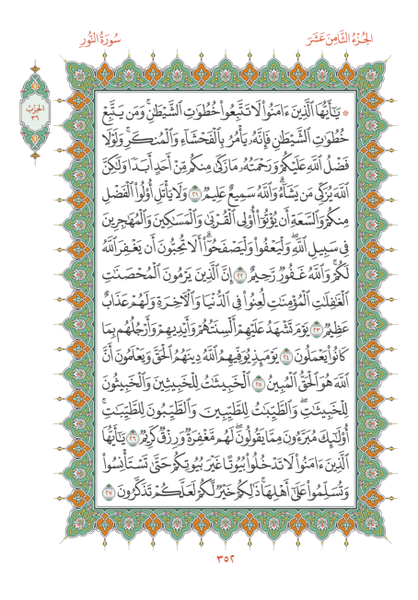 سُورَةُ النُّورِ الجُزْءُ الثَّامِنَ عَشَرَ
الحِزْبُ
٣٦
۞ يَٰٓأَيُّهَا ٱلَّذِينَ ءَامَنُوا۟ لَا تَتَّبِعُوا۟ خُطُوَٰتِ ٱلشَّيْطَٰنِ ۚ وَمَن يَتَّبِعْ
خُطُوَٰتِ ٱلشَّيْطَٰنِ فَإِنَّهُۥ يَأْمُرُ بِٱلْفَحْشَآءِ وَٱلْمُنكَرِ ۚ وَلَوْلَا
فَضْلُ ٱللَّهِ عَلَيْكُمْ وَرَحْمَتُهُۥ مَا زَكَىٰ مِنكُم مِّنْ أَحَدٍ أَبَدًا وَلَٰكِنَّ
ٱللَّهَ يُزَكِّى مَن يَشَآءُ ۗ وَٱللَّهُ سَمِيعٌ عَلِيمٌ ٢١ وَلَا يَأْتَلِ أُو۟لُوا۟ ٱلْفَضْلِ
مِنكُمْ وَٱلسَّعَةِ أَن يُؤْتُوٓا۟ أُو۟لِى ٱلْقُرْبَىٰ وَٱلْمَسَٰكِينَ وَٱلْمُهَٰجِرِينَ
فِى سَبِيلِ ٱللَّهِ ۖ وَلْيَعْفُوا۟ وَلْيَصْفَحُوٓا۟ ۗ أَلَا تُحِبُّونَ أَن يَغْفِرَ ٱللَّهُ
لَكُمْ ۗ وَٱللَّهُ غَفُورٌ رَّحِيمٌ ٢٢ إِنَّ ٱلَّذِينَ يَرْمُونَ ٱلْمُحْصَنَٰتِ
ٱلْغَٰفِلَٰتِ ٱلْمُؤْمِنَٰتِ لُعِنُوا۟ فِى ٱلدُّنْيَا وَٱلْءَاخِرَةِ وَلَهُمْ عَذَابٌ
عَظِيمٌ ٢٣ يَوْمَ تَشْهَدُ عَلَيْهِمْ أَلْسِنَتُهُمْ وَأَيْدِيهِمْ وَأَرْجُلُهُم بِمَا
كَانُوا۟ يَعْمَلُونَ ٢٤ يَوْمَئِذٍ يُوَفِّيهِمُ ٱللَّهُ دِينَهُمُ ٱلْحَقَّ وَيَعْلَمُونَ أَنَّ
ٱللَّهَ هُوَ ٱلْحَقُّ ٱلْمُبِينُ ٢٥ ٱلْخَبِيثَٰتُ لِلْخَبِيثِينَ وَٱلْخَبِيثُونَ
لِلْخَبِيثَٰتِ ۖ وَٱلطَّيِّبَٰتُ لِلطَّيِّبِينَ وَٱلطَّيِّبُونَ لِلطَّيِّبَٰتِ ۚ
أُو۟لَٰٓئِكَ مُبَرَّءُونَ مِمَّا يَقُولُونَ ۖ لَهُم مَّغْفِرَةٌ وَرِزْقٌ كَرِيمٌ ٢٦ يَٰٓأَيُّهَا
ٱلَّذِينَ ءَامَنُوا۟ لَا تَدْخُلُوا۟ بُيُوتًا غَيْرَ بُيُوتِكُمْ حَتَّىٰ تَسْتَأْنِسُوا۟
وَتُسَلِّمُوا۟ عَلَىٰٓ أَهْلِهَا ۚ ذَٰلِكُمْ خَيْرٌ لَّكُمْ لَعَلَّكُمْ تَذَكَّرُونَ ٢٧
٣٥٢